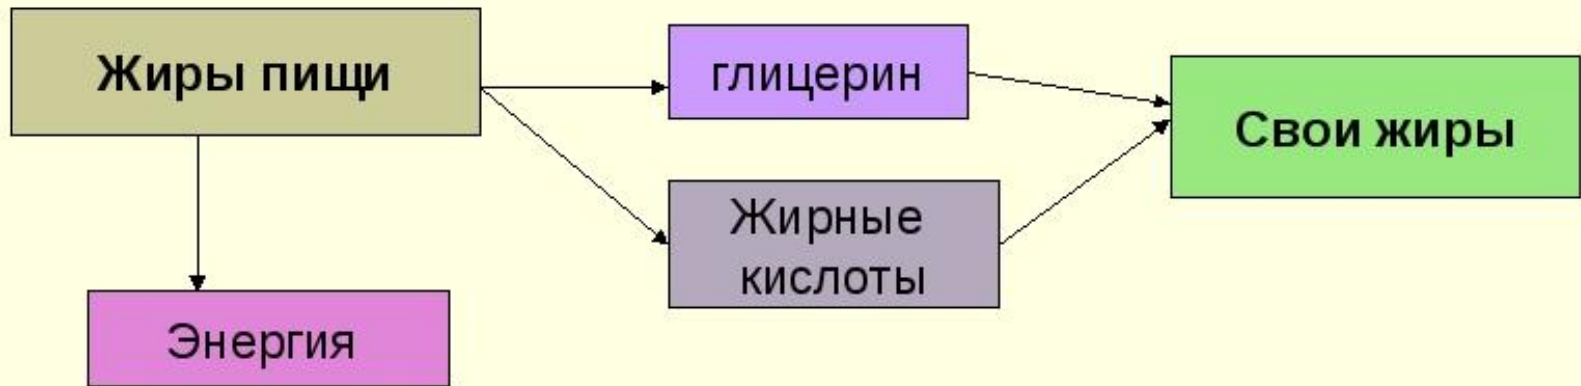 Жиры пищи
глицерин
Свои жиры
Жирные
кислоты
Энергия